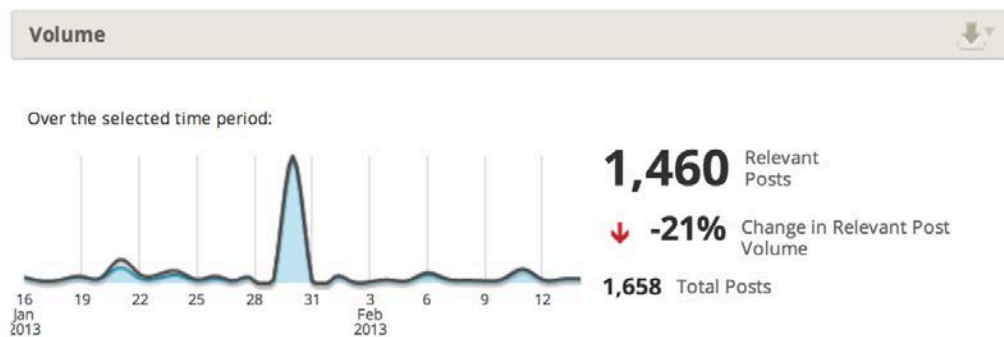 Volume
Over the selected time period:
1,460 Relevant
Posts
-21% Change in Relevant Post
Volume
1,658 Total Posts
16 19 22 25 28 31 3 6 9 12
Jan Feb
2013 2013